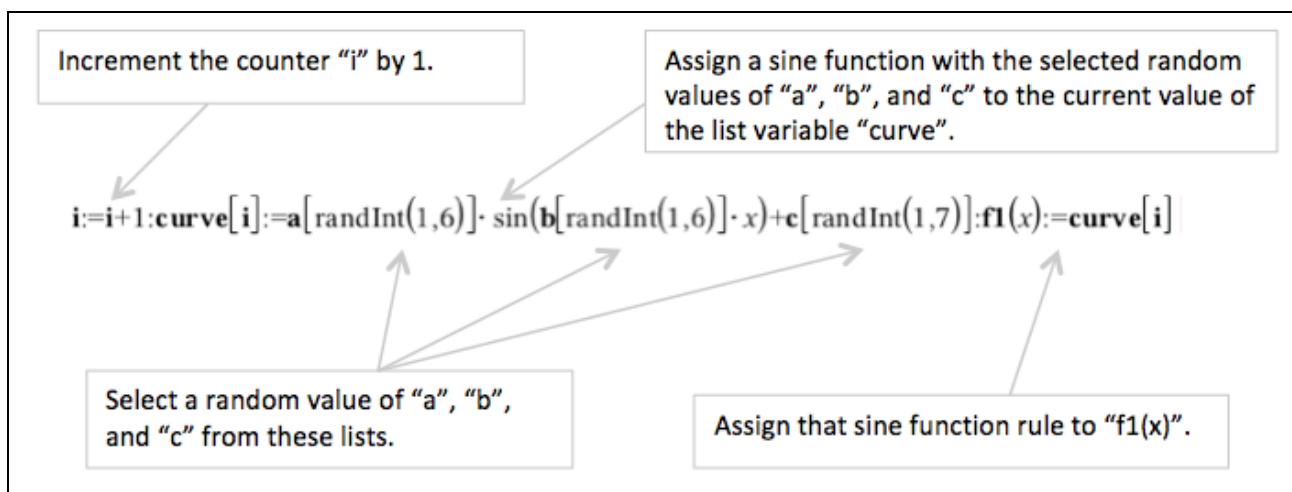 Increment the counter “i” by 1.
Assign a sine function with the selected random
values of “a”, “b”, and “c” to the current value of
the list variable “curve”.
i:=i+1:curve[i]:=a[randInt(1,6)]· sin(b[randInt(1,6)]· x)+c[randInt(1,7)]:f1(x):=curve[i]
Select a random value of “a”, “b”,
and “c” from these lists.
Assign that sine function rule to “f1(x)”.